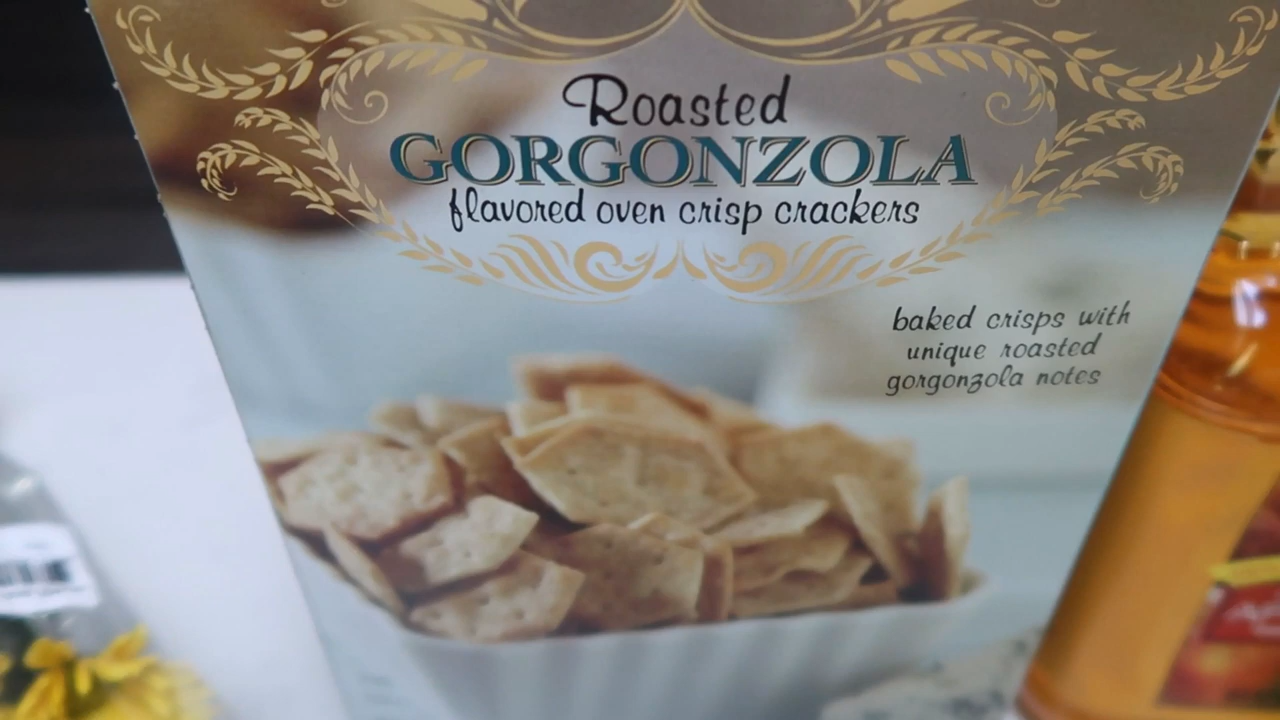 Roasted
GORGONZOLA
flavored oven crisp crackers
baked crisps with
unique roasted
gorgonzola notes